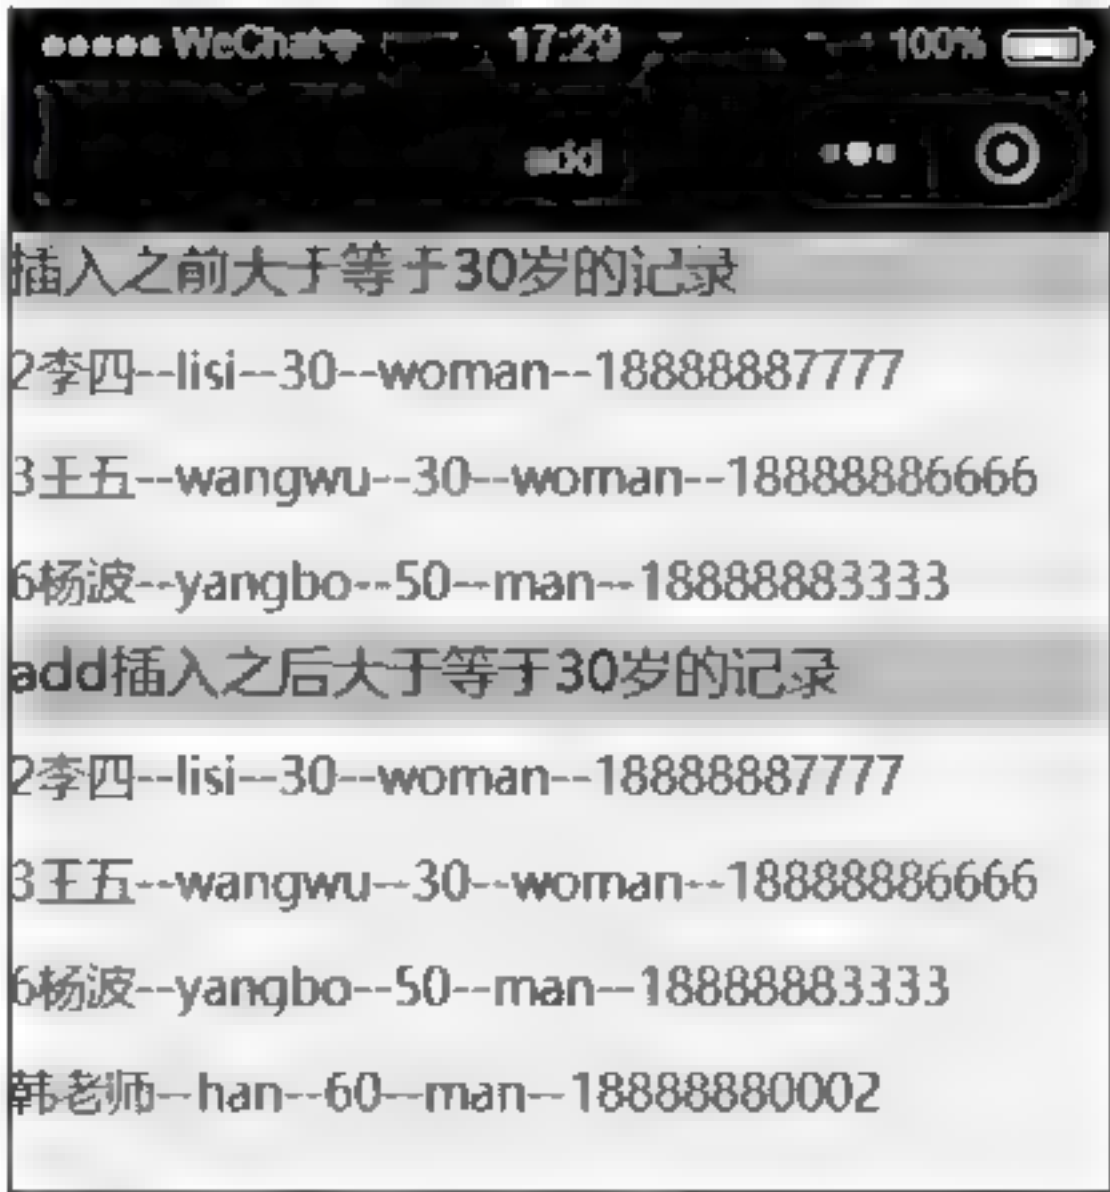 ●●●●● WeChat 17:29 100%
add
插入之前大于等于30岁的记录
2李四--lisi--30--woman--18888887777
3王五--wangwu--30--woman--18888886666
6杨波--yangbo--50--man--18888883333
add插入之后大于等于30岁的记录
2李四--lisi--30--woman--18888887777
3王五--wangwu--30--woman--18888886666
6杨波--yangbo--50--man--18888883333
韩老师--han--60--man--18888880002